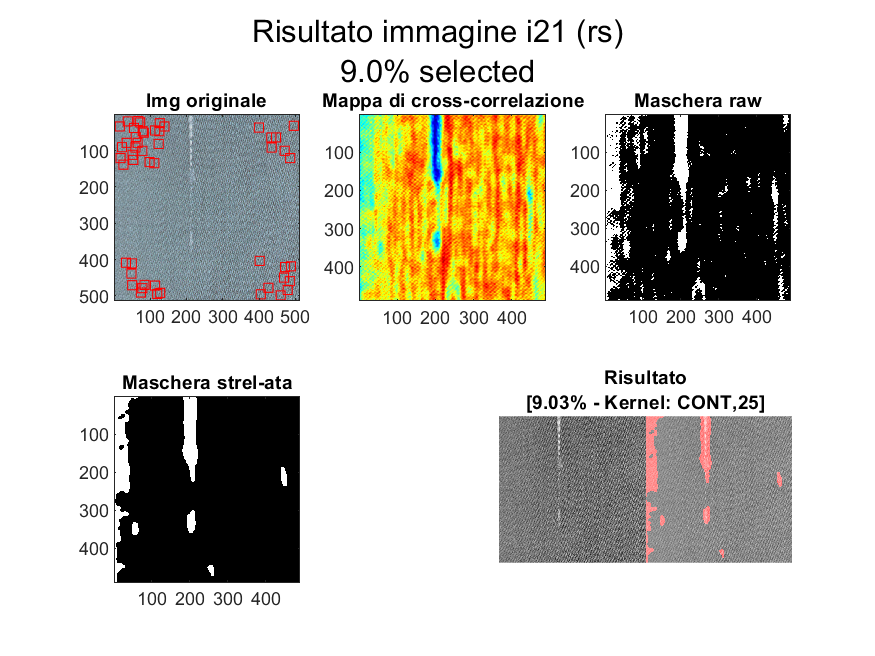 Risultato immagine i21 (rs)
9.0% selected
Img originale
Mappa di cross-correlazione
Maschera raw
100
200
300
400
500
100 200 300 400 500
100
200
300
400
100 200 300 400
100
200
300
400
100 200 300 400
Maschera strel-ata
100
200
300
400
100 200 300 400
Risultato
[9.03% - Kernel: CONT,25]